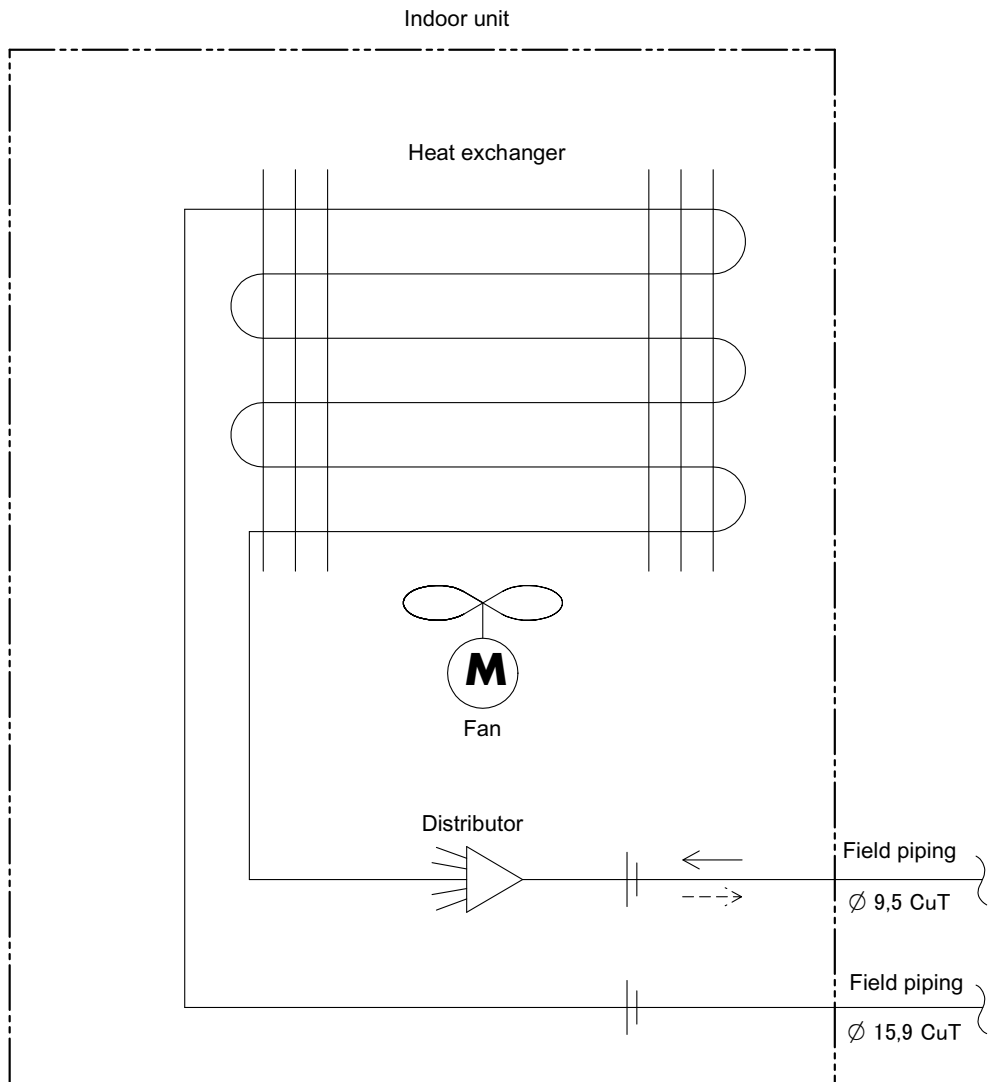 Indoor unit
Heat exchanger
M
Fan
Distributor
Field piping
∅ 9,5 CuT
Field piping
∅ 15,9 CuT